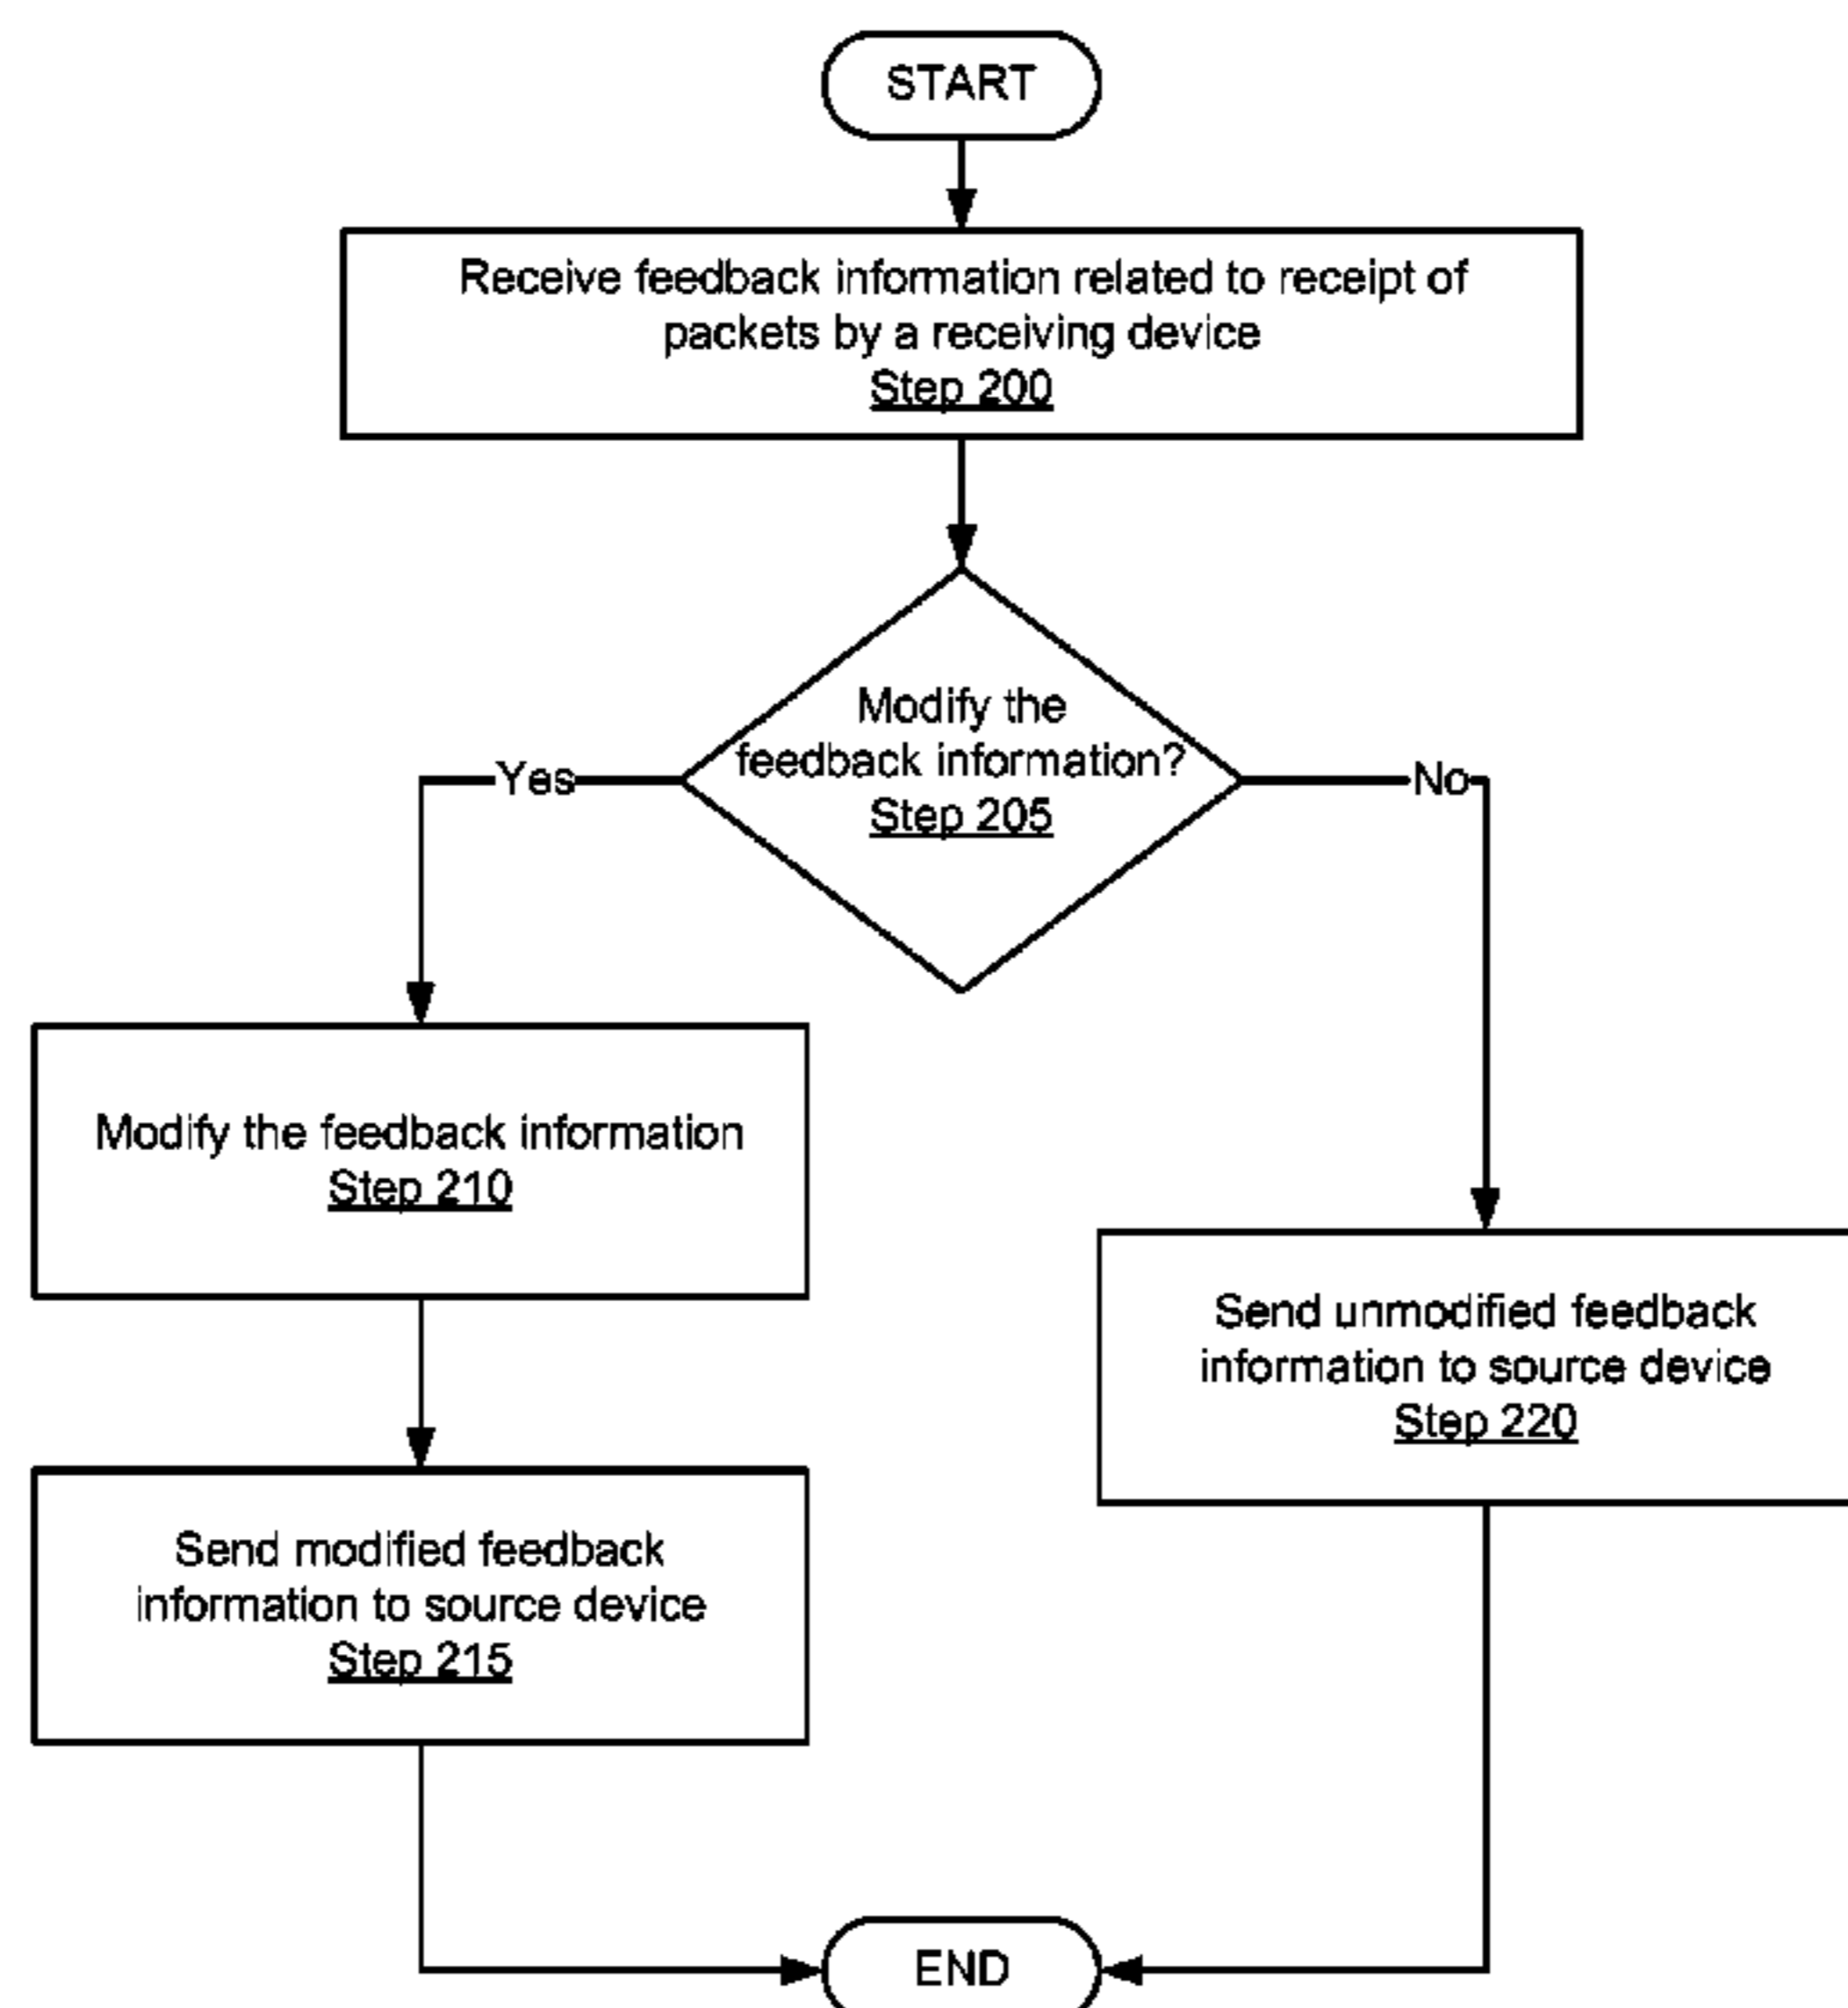 START
Receive feedback information related to receipt of
packets by a receiving device
Step 200
Modify the
feedback information?
Step 205
Yes
No
Modify the feedback information
Step 210
Send unmodified feedback
information to source device
Step 220
Send modified feedback
information to source device
Step 215
END